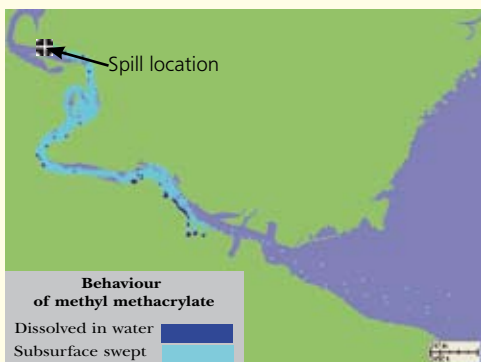 Spill location
Behaviour
of methyl methacrylate
Dissolved in water
Subsurface swept